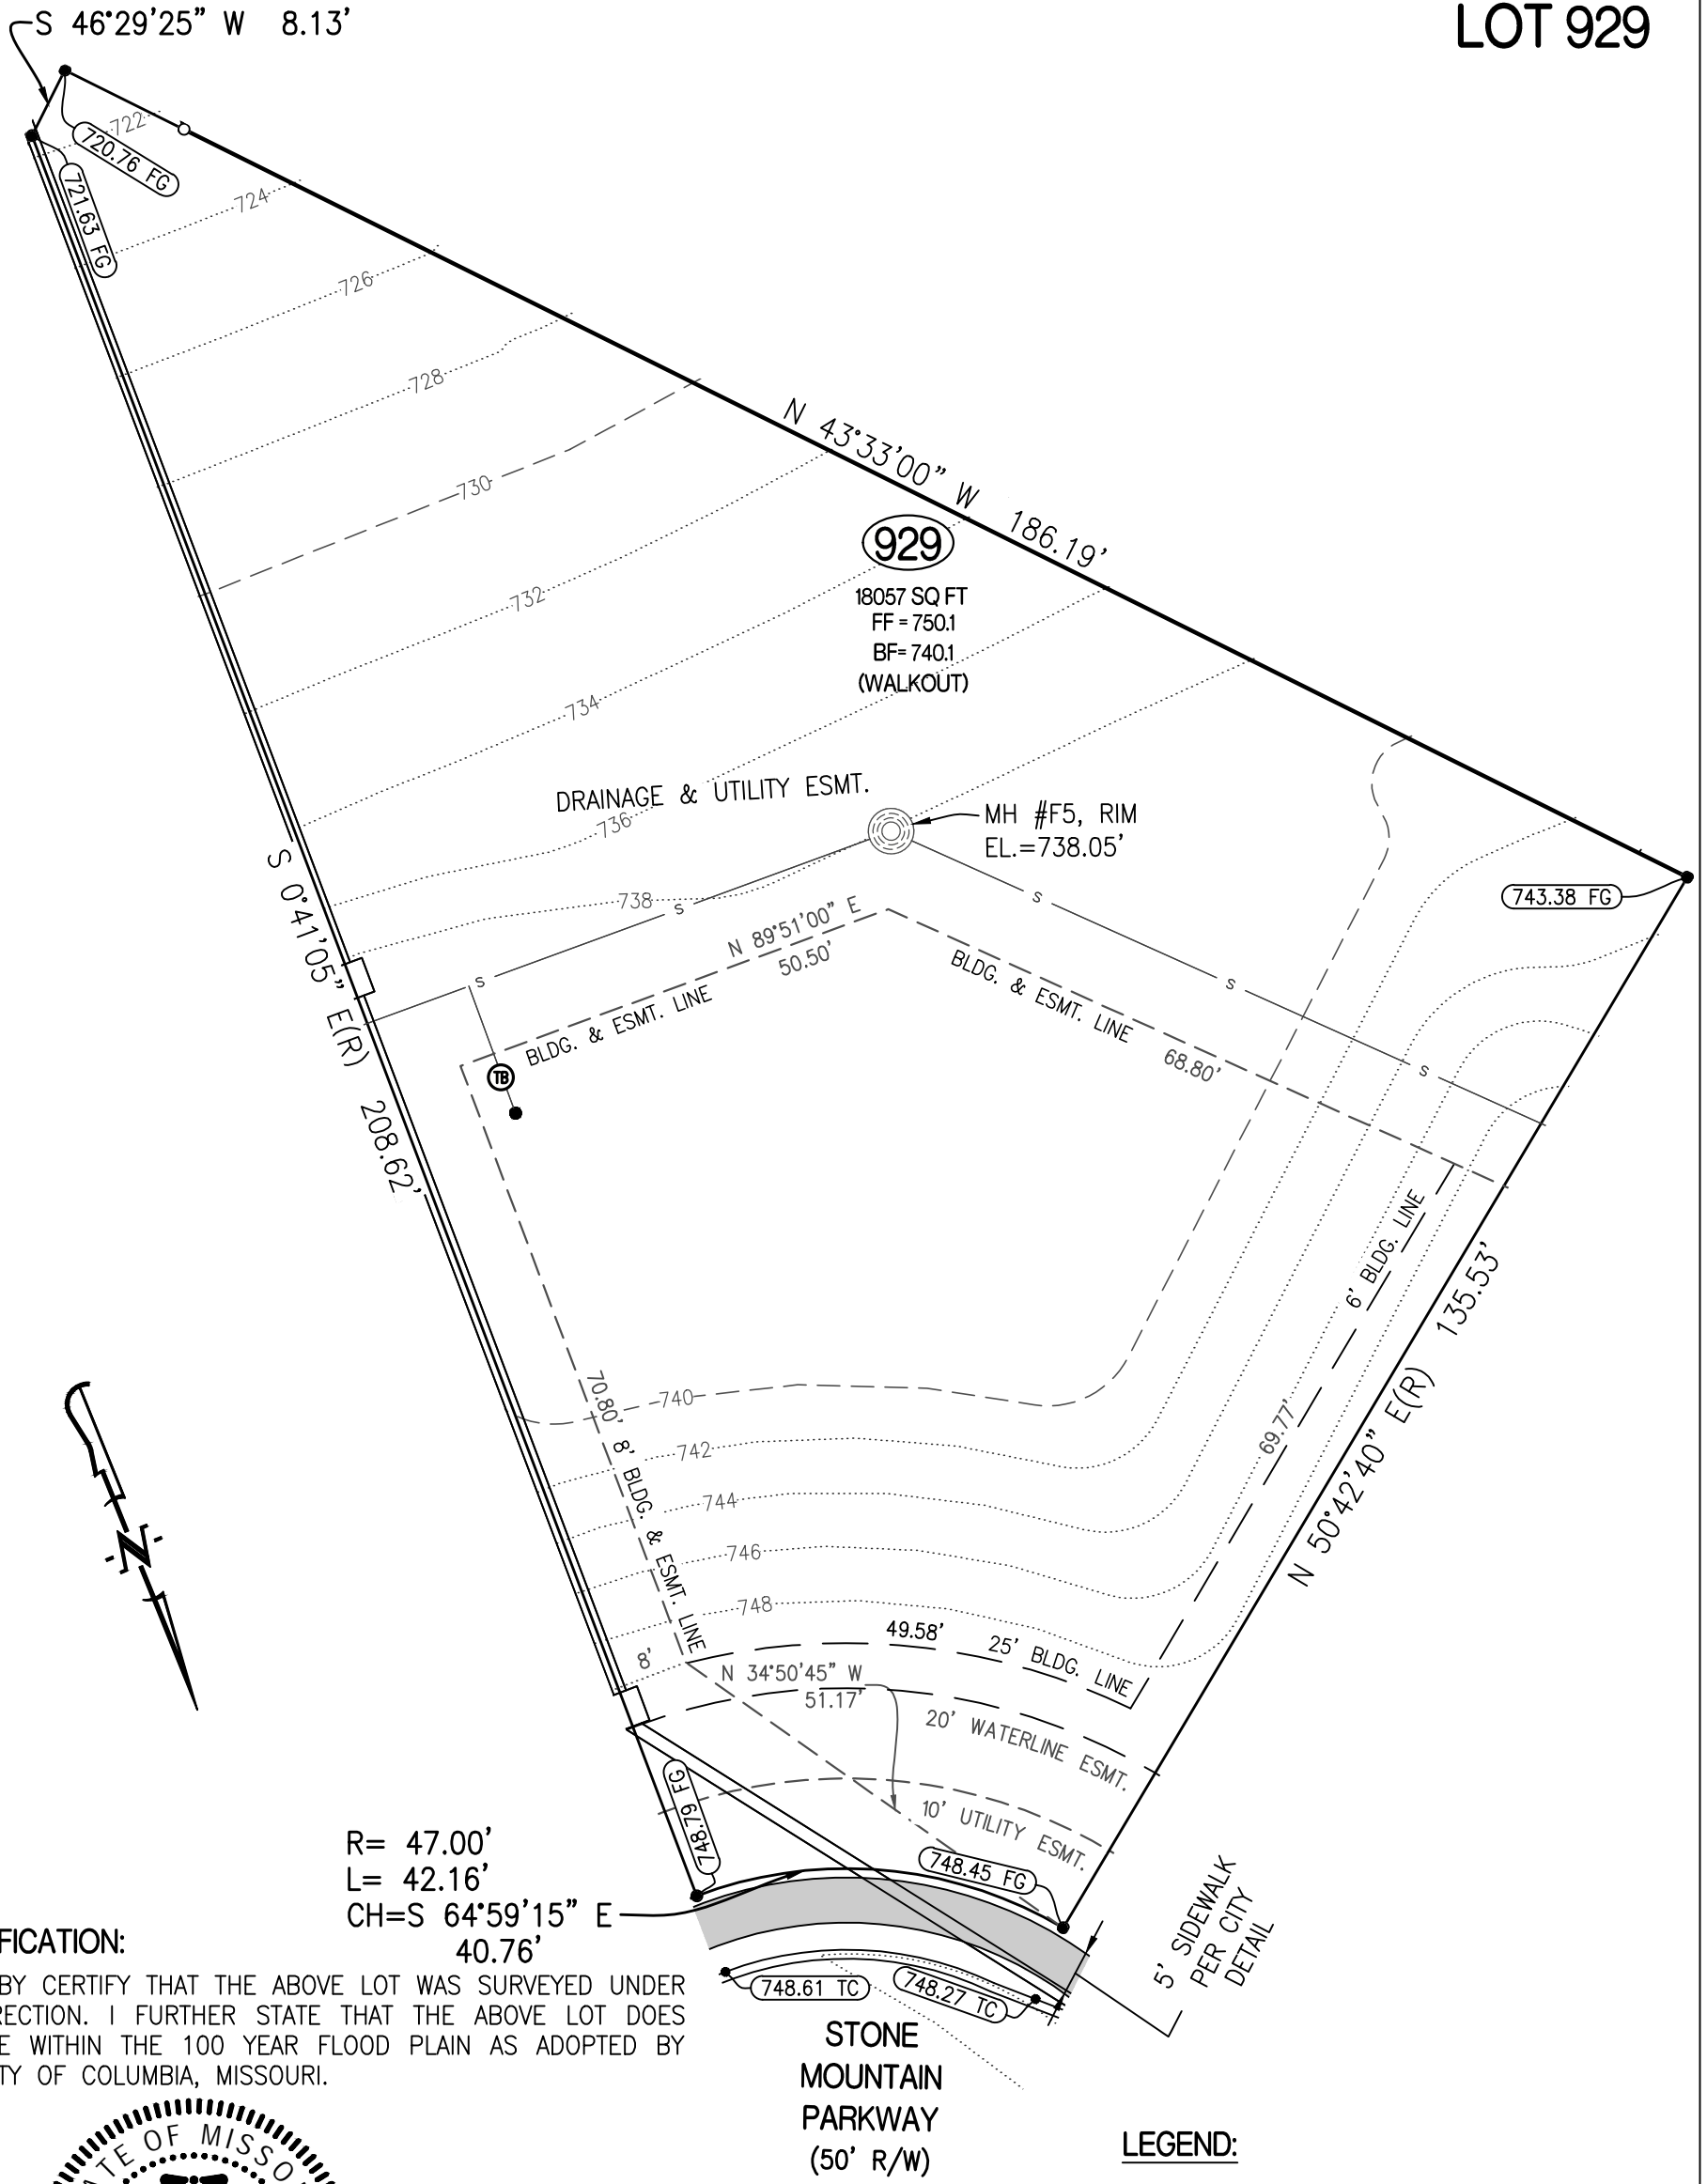 S 46°29'25" W 8.13'
LOT 929
722
720.76 FG
721.63 FG
724
726
728
730
N 43°33'00" W 186.19'
929
18057 SQ FT
FF = 750.1
BF= 740.1
(WALKOUT)
732
734
DRAINAGE & UTILITY ESMT.
736
MH #F5, RIM
EL.=738.05'
738
743.38 FG
S 0°41'05" E(R) 208.62'
s
s
s
s
s
N 89°51'00" E
50.50'
BLDG. & ESMT. LINE
BLDG. & ESMT. LINE
68.80'
TB
6' BLDG. LINE
69.77'
N 50°42'40" E(R) 135.53'
70.80'
8' BLDG. & ESMT. LINE
740
742
744
746
748
N
8'
49.58'
25' BLDG. LINE
N 34°50'45" W
51.17'
20' WATERLINE ESMT.
10' UTILITY ESMT.
748.79 FG
748.45 FG
R= 47.00'
L= 42.16'
CH=S 64°59'15" E
40.76'
5' SIDEWALK
PER CITY
DETAIL
748.61 TC
748.27 TC
STONE
MOUNTAIN
PARKWAY
(50' R/W)
FICATION:
BY CERTIFY THAT THE ABOVE LOT WAS SURVEYED UNDER
RECTION. I FURTHER STATE THAT THE ABOVE LOT DOES
E WITHIN THE 100 YEAR FLOOD PLAIN AS ADOPTED BY
TY OF COLUMBIA, MISSOURI.
ATE OF MISSO
LEGEND: